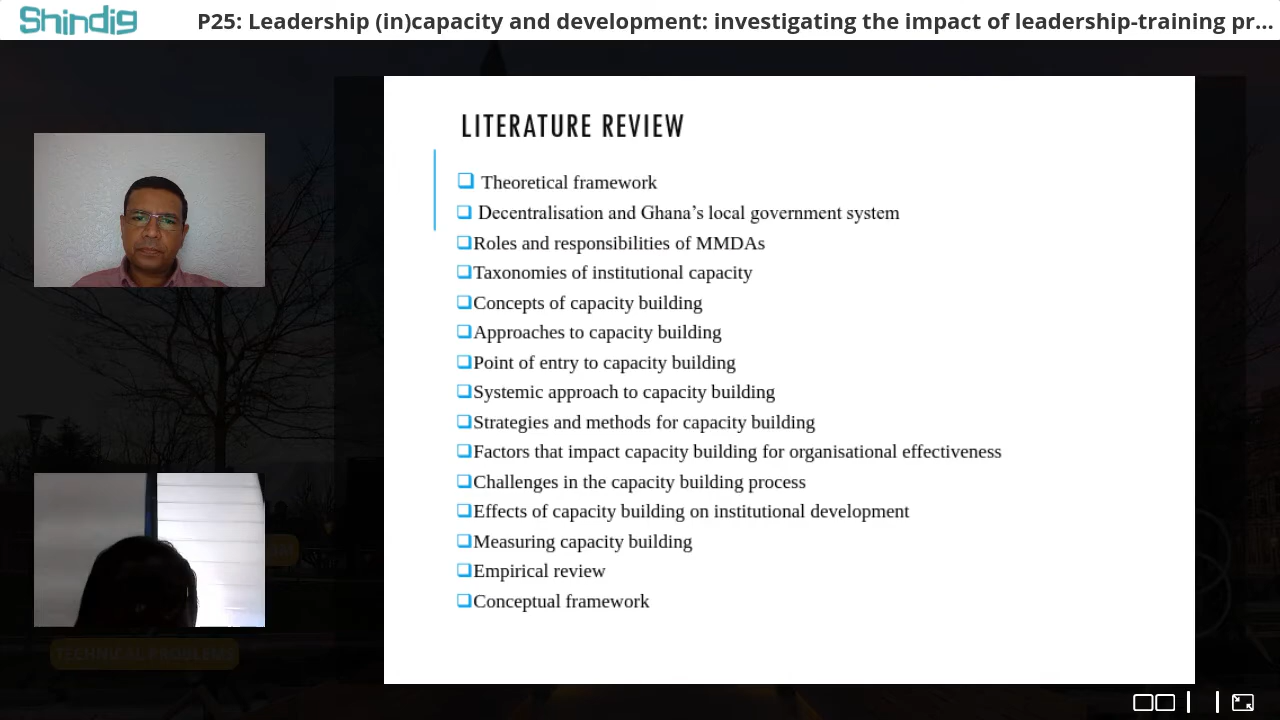 Shindig
P25: Leadership (in)capacity and development: investigating the impact of leadership-training pr...
LITERATURE REVIEW
Theoretical framework
Decentralisation and Ghana’s local government system
Roles and responsibilities of MMDAs
Taxonomies of institutional capacity
Concepts of capacity building
Approaches to capacity building
Point of entry to capacity building
Systemic approach to capacity building
Strategies and methods for capacity building
Factors that impact capacity building for organisational effectiveness
Challenges in the capacity building process
Effects of capacity building on institutional development
Measuring capacity building
Empirical review
Conceptual framework
TECHNICAL PROBLEMS